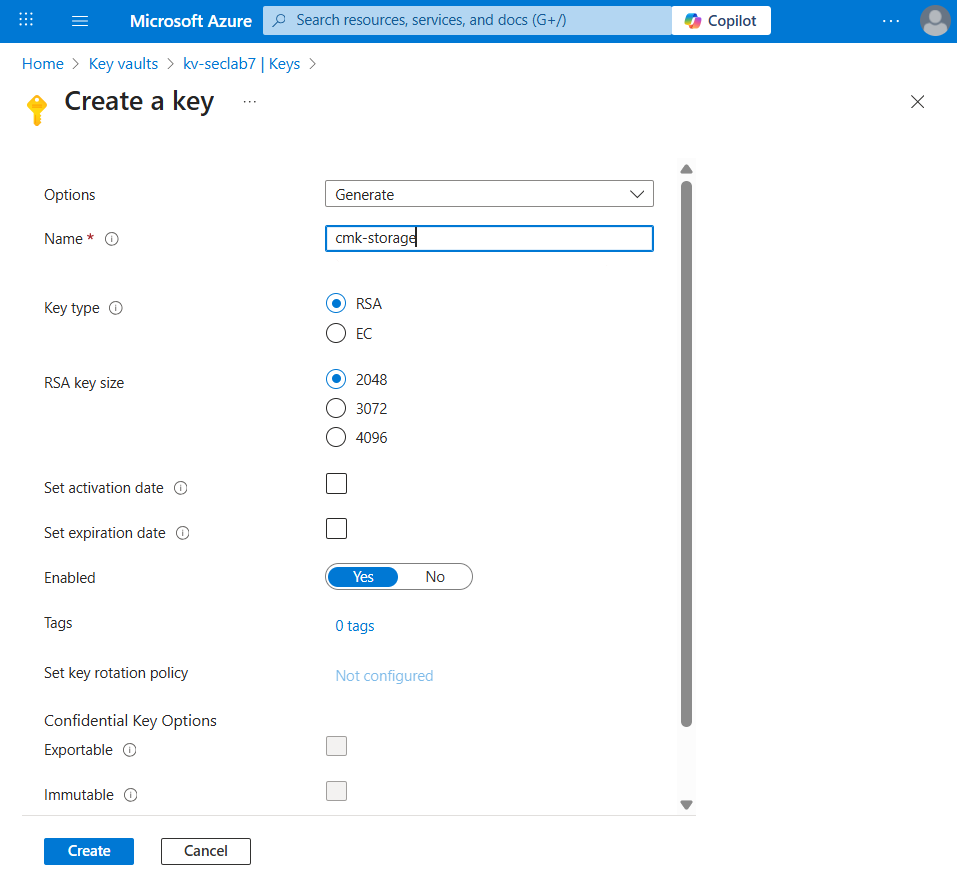 Microsoft Azure
Search resources, services, and docs (G+/)
Copilot
Home > Key vaults > kv-seclab7 | Keys >
Create a key ...
Options Generate
Name * cmk-storage
Key type RSA
EC
RSA key size 2048
3072
4096
Set activation date
Set expiration date
Enabled Yes No
Tags 0 tags
Set key rotation policy Not configured
Confidential Key Options
Exportable
Immutable
Create Cancel